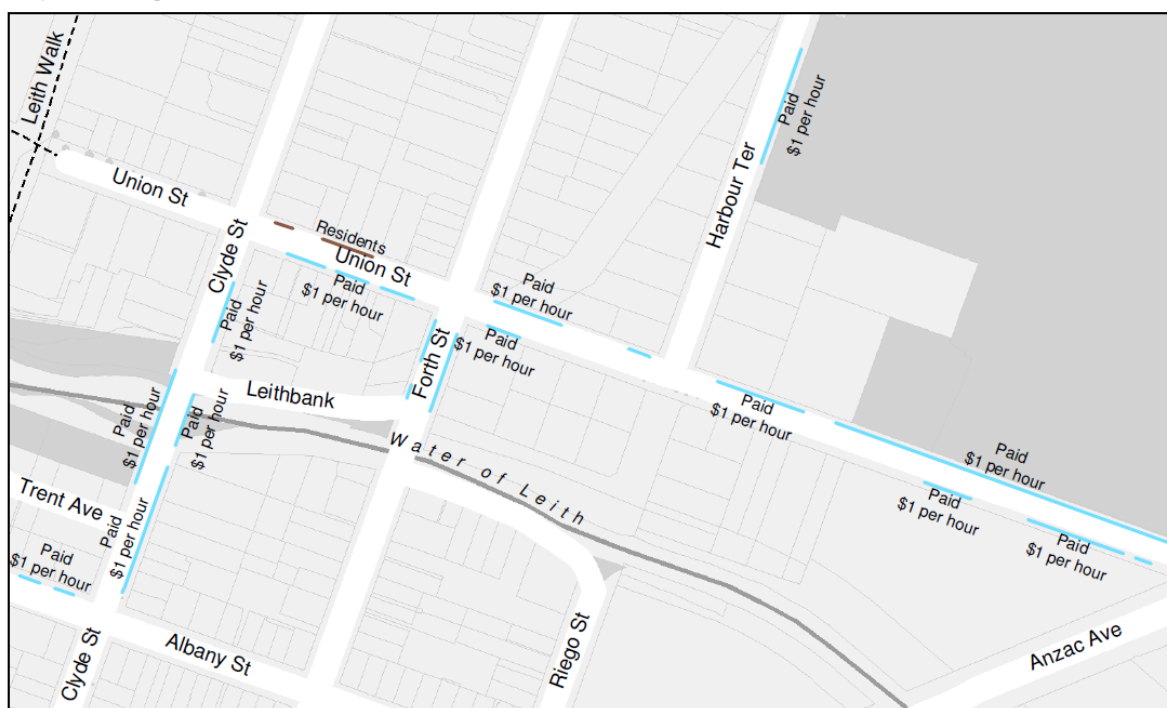 Leith Walk
Union St
Clyde St
Residents
Union St
Paid
$1 per hour
Paid
$1 per hour
Harbour Ter
Paid
$1 per hour
Paid
$1 per hour
Paid
$1 per hour
Forth St
Leithbank
Paid
$1 per hour
Paid
$1 per hour
Paid
$1 per hour
Water of Leith
Paid
$1 per hour
Paid
$1 per hour
Paid
$1 per hour
Trent Ave
Paid
$1 per hour
Paid
$1 per hour
Clyde St
Albany St
Riego St
Anzac Ave